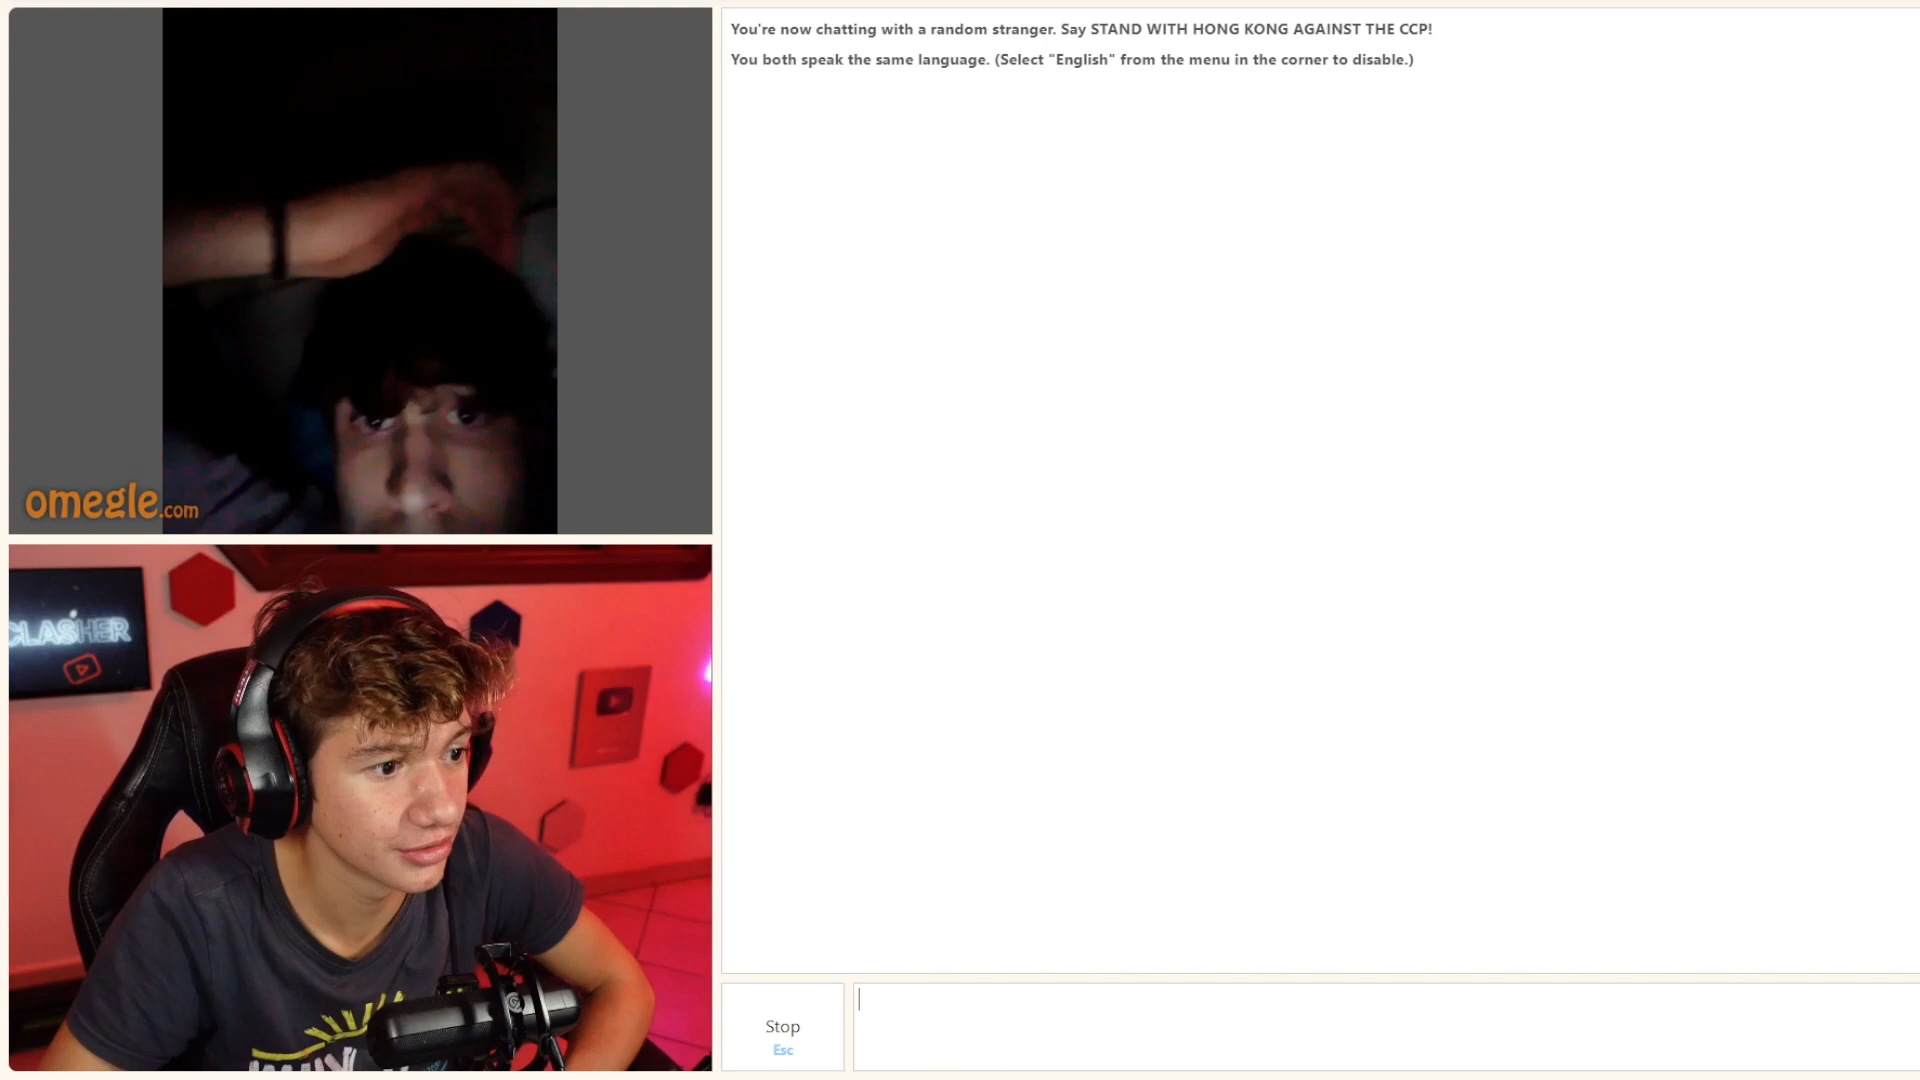 You're now chatting with a random stranger. Say STAND WITH HONG KONG AGAINST THE CCP!
You both speak the same language. (Select "English" from the menu in the corner to disable.)
omegle.com
CLASHER
Stop
Esc